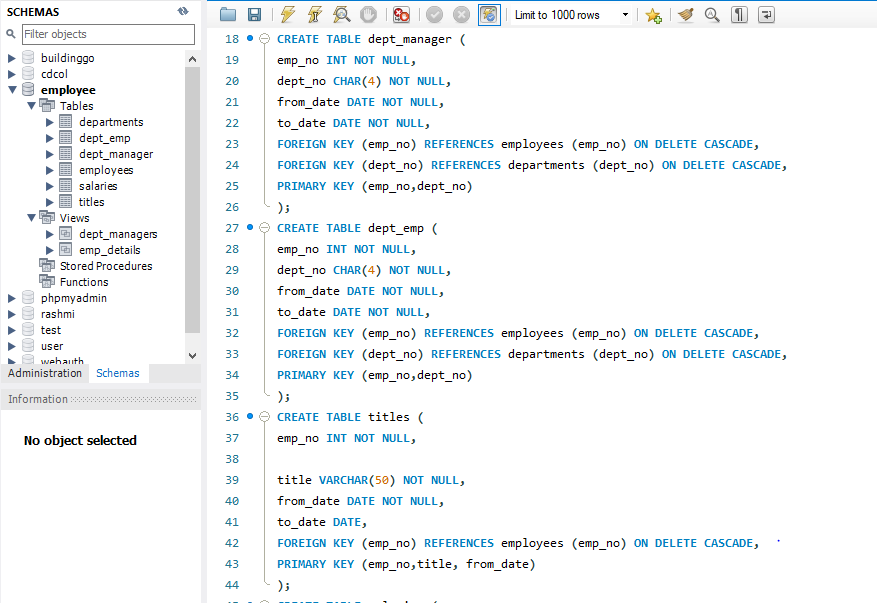 SCHEMAS
Filter objects
buildinggo
cdcol
employee
Tables
departments
dept_emp
dept_manager
employees
salaries
titles
Views
dept_managers
emp_details
Stored Procedures
Functions
phpmyadmin
rashmi
test
user
webauth
Administration Schemas
Information
No object selected
Limit to 1000 rows
18 CREATE TABLE dept_manager (
19 emp_no INT NOT NULL,
20 dept_no CHAR(4) NOT NULL,
21 from_date DATE NOT NULL,
22 to_date DATE NOT NULL,
23 FOREIGN KEY (emp_no) REFERENCES employees (emp_no) ON DELETE CASCADE,
24 FOREIGN KEY (dept_no) REFERENCES departments (dept_no) ON DELETE CASCADE,
25 PRIMARY KEY (emp_no,dept_no)
26 );
27 CREATE TABLE dept_emp (
28 emp_no INT NOT NULL,
29 dept_no CHAR(4) NOT NULL,
30 from_date DATE NOT NULL,
31 to_date DATE NOT NULL,
32 FOREIGN KEY (emp_no) REFERENCES employees (emp_no) ON DELETE CASCADE,
33 FOREIGN KEY (dept_no) REFERENCES departments (dept_no) ON DELETE CASCADE,
34 PRIMARY KEY (emp_no,dept_no)
35 );
36 CREATE TABLE titles (
37 emp_no INT NOT NULL,
38
39 title VARCHAR(50) NOT NULL,
40 from_date DATE NOT NULL,
41 to_date DATE,
42 FOREIGN KEY (emp_no) REFERENCES employees (emp_no) ON DELETE CASCADE,
43 PRIMARY KEY (emp_no,title, from_date)
44 );